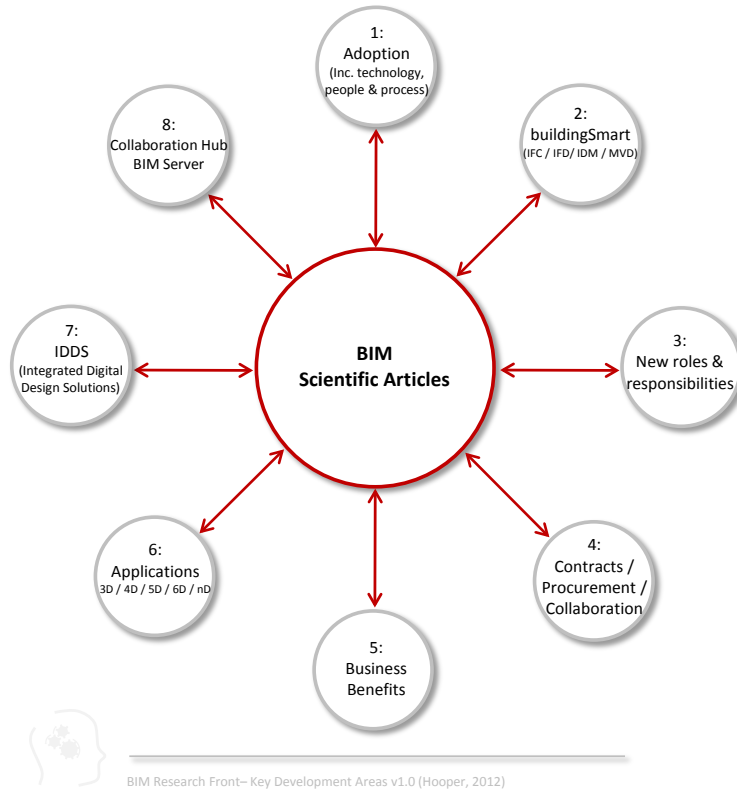 1:
Adoption
(Inc. technology,
people & process)
2:
buildingSmart
(IFC / IFD/ IDM / MVD)
3:
New roles &
responsibilities
4:
Contracts /
Procurement /
Collaboration
5:
Business
Benefits
6:
Applications
3D / 4D / 5D / 6D / nD
7:
IDDS
(Integrated Digital
Design Solutions)
8:
Collaboration Hub
BIM Server
BIM
Scientific Articles
BIM Research Front– Key Development Areas v1.0 (Hooper, 2012)